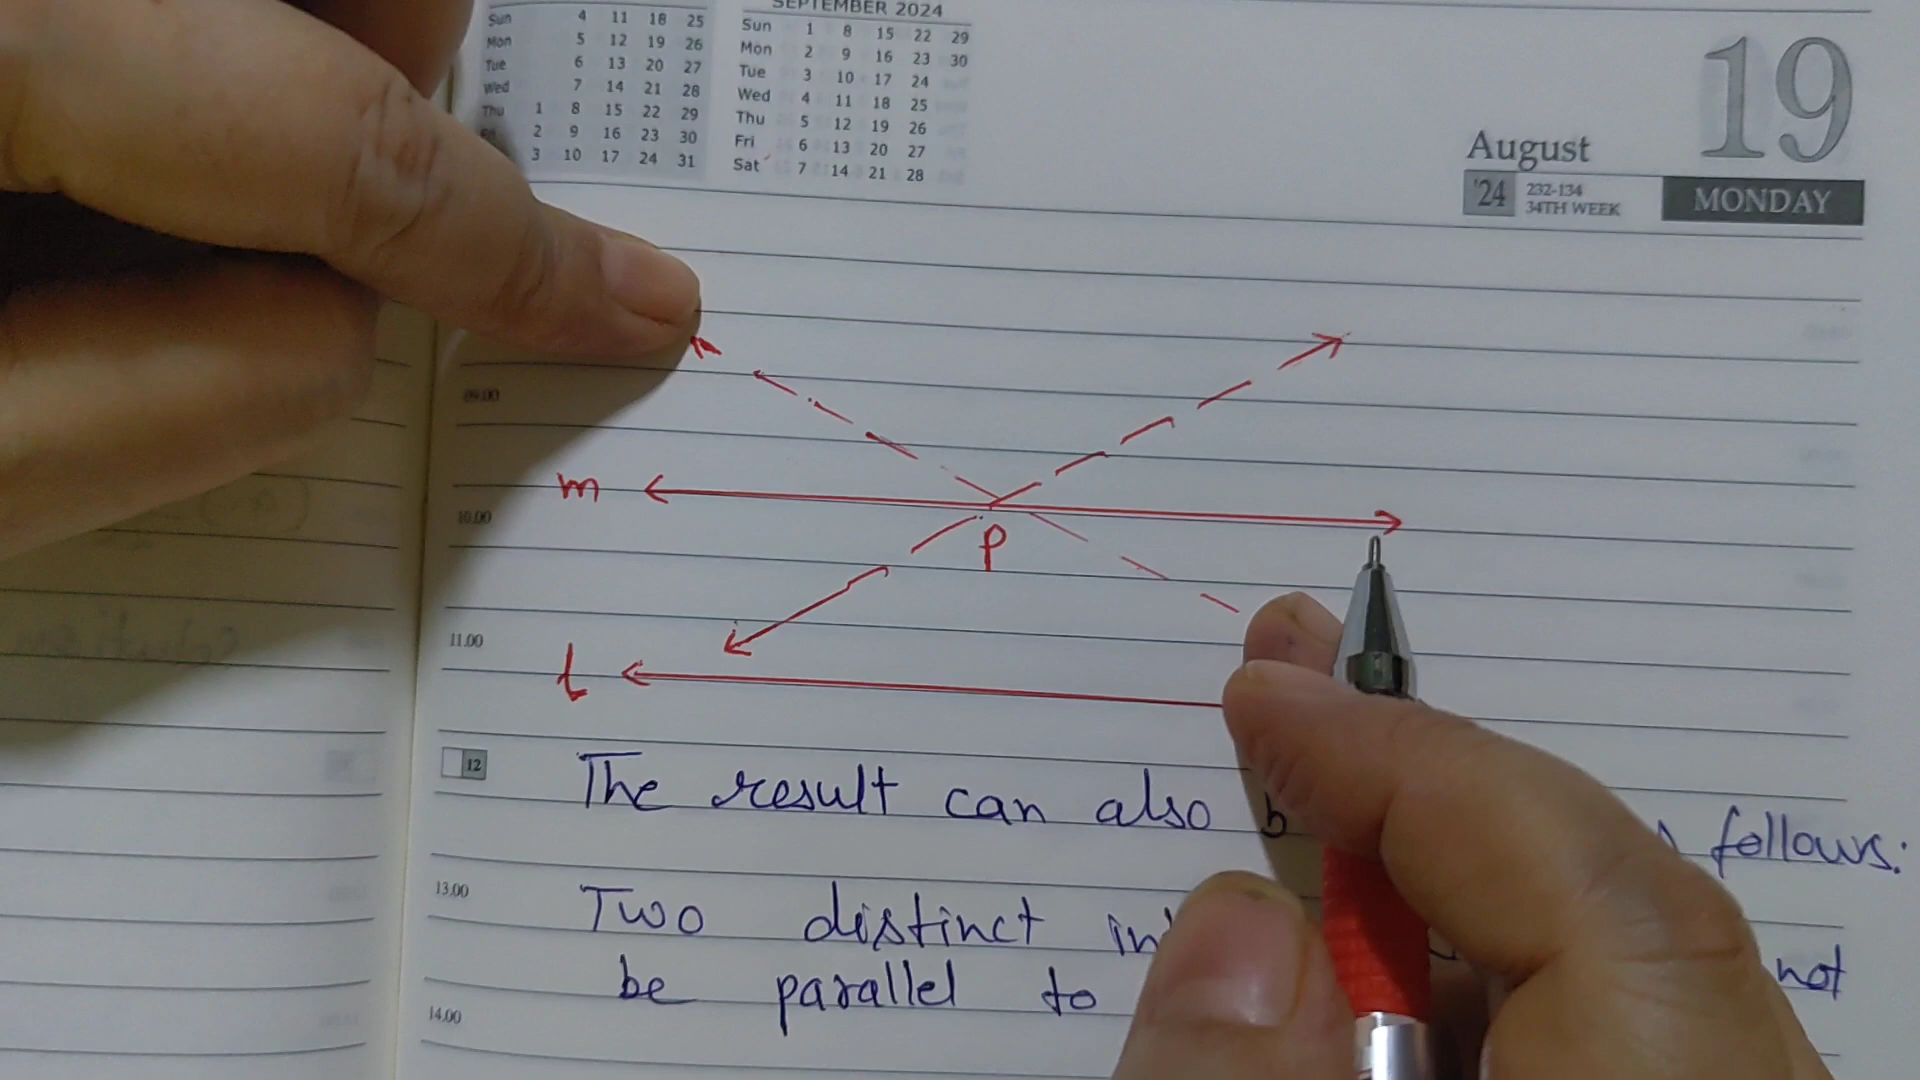 SEPTEMBER 2024
Sun 4 11 18 25
Mon 5 12 19 26
Tue 6 13 20 27
Wed 7 14 21 28
Thu 1 8 15 22 29
2 9 16 23 30
3 10 17 24 31
Sun 1 8 15 22 29
Mon 2 9 16 23 30
Tue 3 10 17 24
Wed 4 11 18 25
Thu 5 12 19 26
Fri 6 13 20 27
Sat 7 14 21 28
19
August
'24 232-134
34TH WEEK
MONDAY
09.00
m
10.00
P
11.00
l
12
The result can also follows:
13.00
Two distinct not
be parallel to
14.00